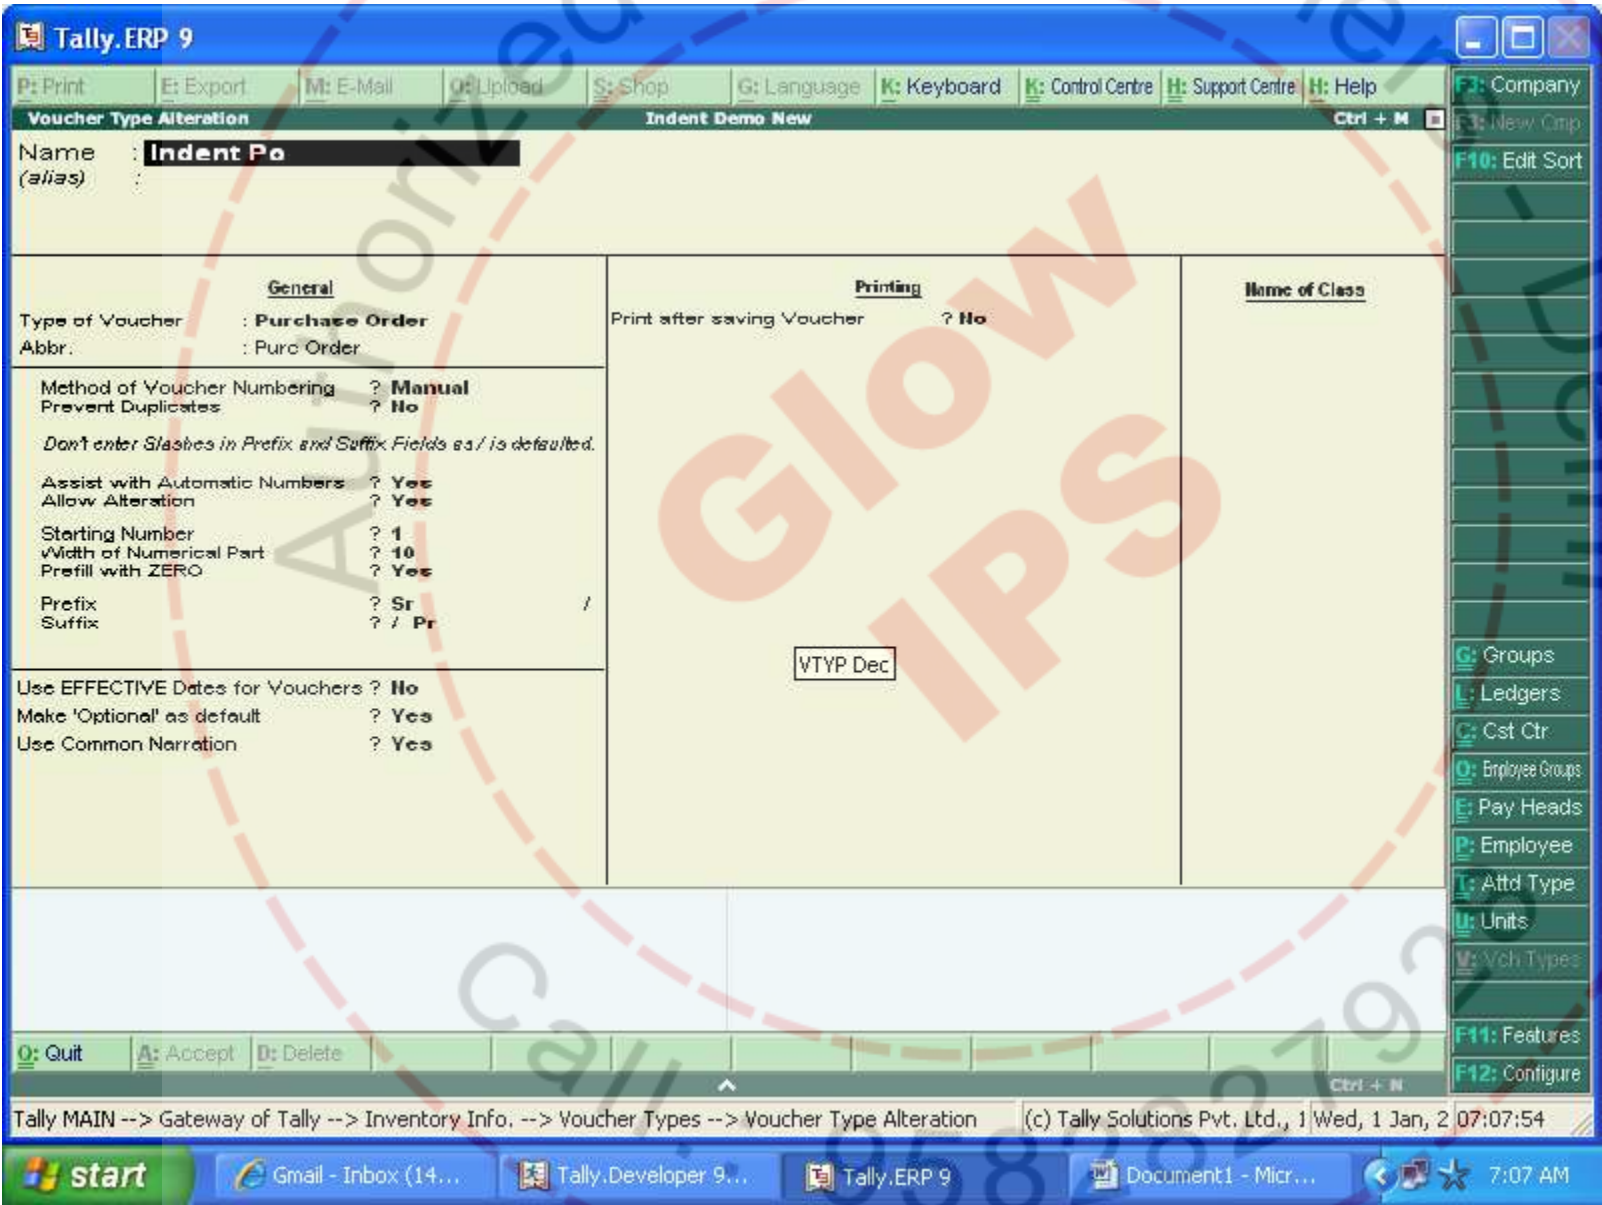 Tally.ERP 9
P: Print E: Export M: E-Mail O: Upload S: Shop G: Language K: Keyboard K: Control Centre H: Support Centre H: Help
F3: Company
Voucher Type Alteration Indent Demo New Ctrl + M
F3: New Cmp
Name : Indent Po
F10: Edit Sort
(alias) :
General Printing Name of Class
Type of Voucher : Purchase Order Print after saving Voucher ? No
Abbr. : Purc Order
Method of Voucher Numbering ? Manual
Prevent Duplicates ? No
Don't enter Slashes in Prefix and Suffix Fields as / is defaulted.
Assist with Automatic Numbers ? Yes
Allow Alteration ? Yes
Starting Number ? 1
Width of Numerical Part ? 10
Prefill with ZERO ? Yes
Prefix ? Sr /
Suffix ? / Pr
VTYP Dec
Use EFFECTIVE Dates for Vouchers ? No
Make 'Optional' as default ? Yes
Use Common Narration ? Yes
G: Groups
L: Ledgers
C: Cst Ctr
O: Employee Groups
E: Pay Heads
P: Employee
T: Attd Type
U: Units
V: Vch Types
F11: Features
F12: Configure
Q: Quit A: Accept D: Delete
Ctrl + N
Tally MAIN --> Gateway of Tally --> Inventory Info. --> Voucher Types --> Voucher Type Alteration (c) Tally Solutions Pvt. Ltd., 1 Wed, 1 Jan, 2 07:07:54
start Gmail - Inbox (14... Tally.Developer 9... Tally.ERP 9 Document1 - Micr... 7:07 AM
Glow
IPS
Authorized
Delhi
Call.